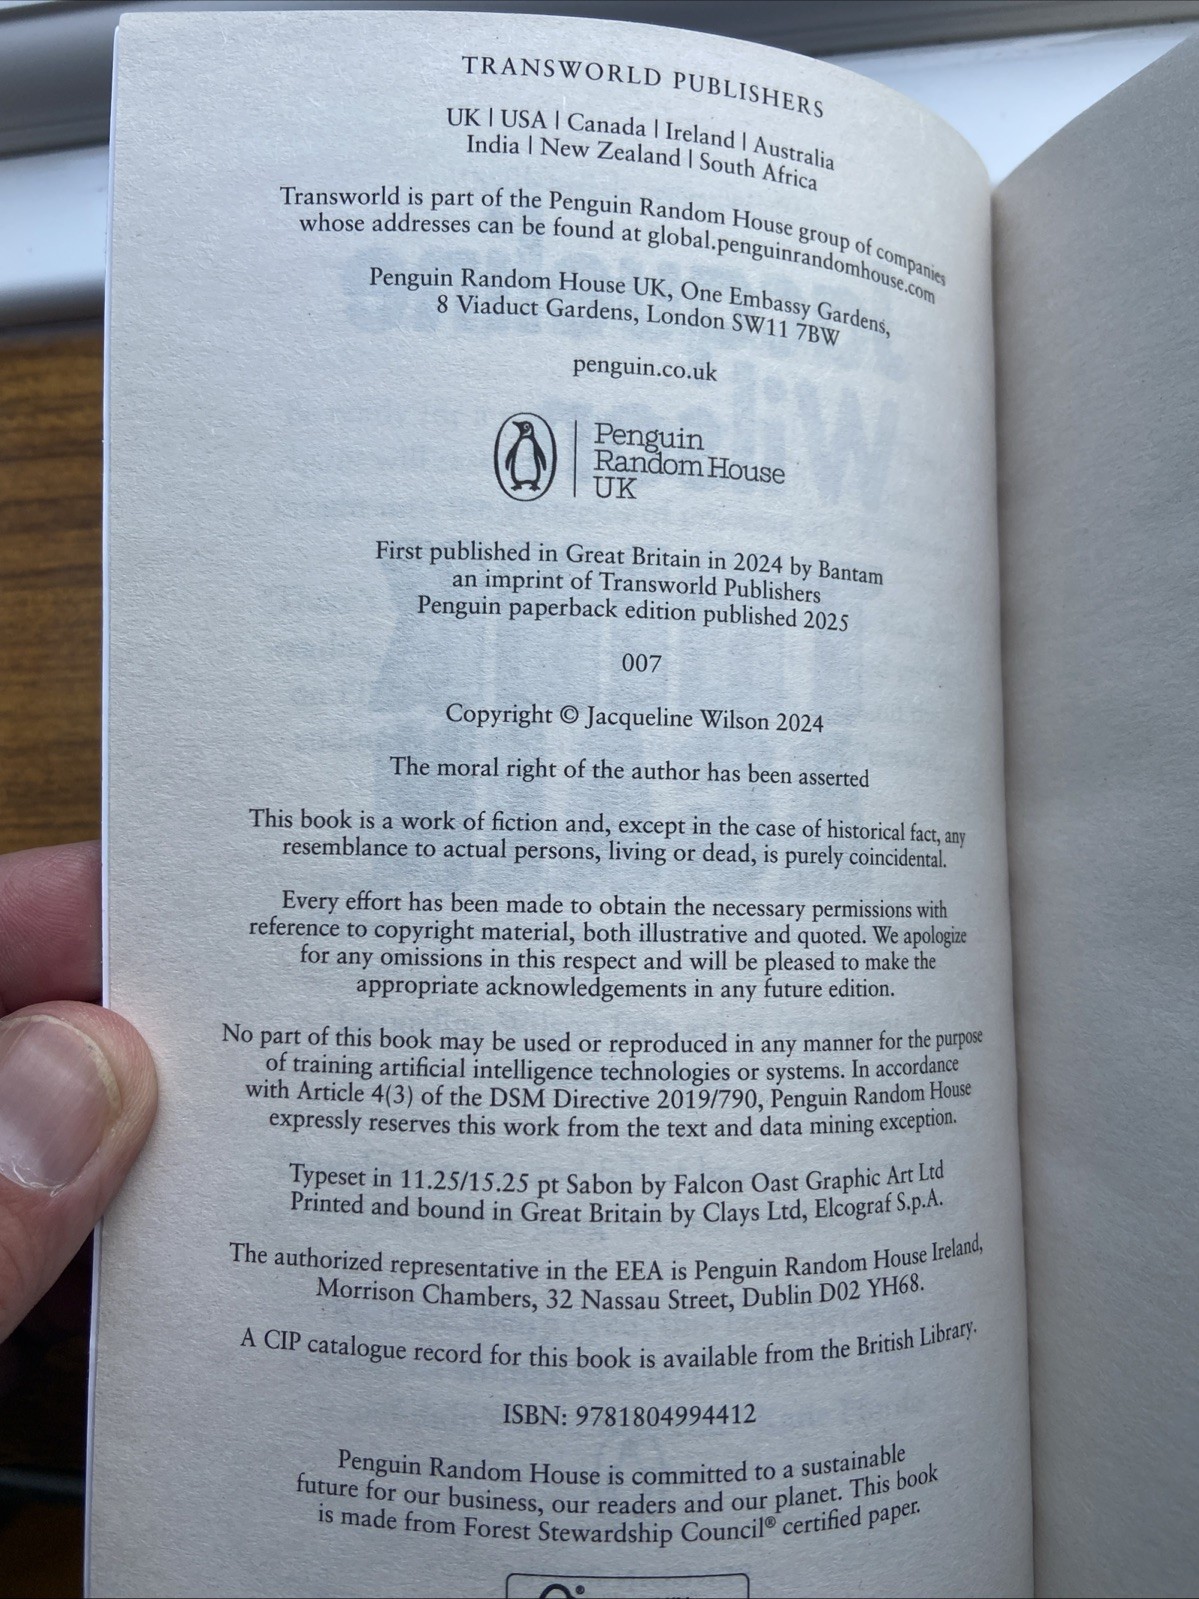 TRANSWORLD PUBLISHERS
UK | USA | Canada | Ireland | Australia
India | New Zealand | South Africa
Transworld is part of the Penguin Random House group of companies
whose addresses can be found at global.penguinrandomhouse.com
Penguin Random House UK, One Embassy Gardens,
8 Viaduct Gardens, London SW11 7BW
penguin.co.uk
Penguin
Random House
UK
First published in Great Britain in 2024 by Bantam
an imprint of Transworld Publishers
Penguin paperback edition published 2025
007
Copyright © Jacqueline Wilson 2024
The moral right of the author has been asserted
This book is a work of fiction and, except in the case of historical fact, any
resemblance to actual persons, living or dead, is purely coincidental.
Every effort has been made to obtain the necessary permissions with
reference to copyright material, both illustrative and quoted. We apologize
for any omissions in this respect and will be pleased to make the
appropriate acknowledgements in any future edition.
No part of this book may be used or reproduced in any manner for the purpose
of training artificial intelligence technologies or systems. In accordance
with Article 4(3) of the DSM Directive 2019/790, Penguin Random House
expressly reserves this work from the text and data mining exception.
Typeset in 11.25/15.25 pt Sabon by Falcon Oast Graphic Art Ltd
Printed and bound in Great Britain by Clays Ltd, Elcograf S.p.A.
The authorized representative in the EEA is Penguin Random House Ireland,
Morrison Chambers, 32 Nassau Street, Dublin D02 YH68.
A CIP catalogue record for this book is available from the British Library.
ISBN: 9781804994412
Penguin Random House is committed to a sustainable
future for our business, our readers and our planet. This book
is made from Forest Stewardship Council® certified paper.